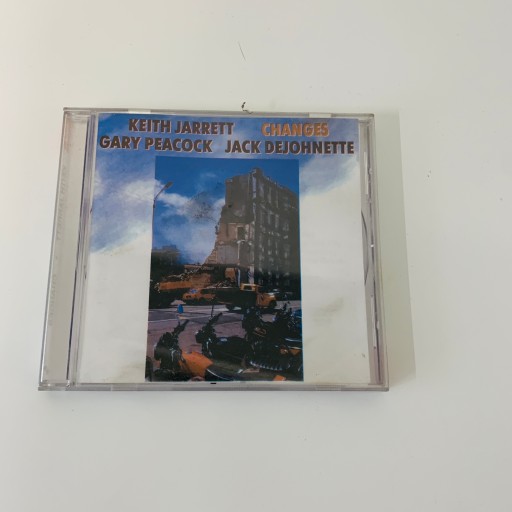 KEITH JARRETT CHANGES
GARY PEACOCK JACK DEJOHNETTE